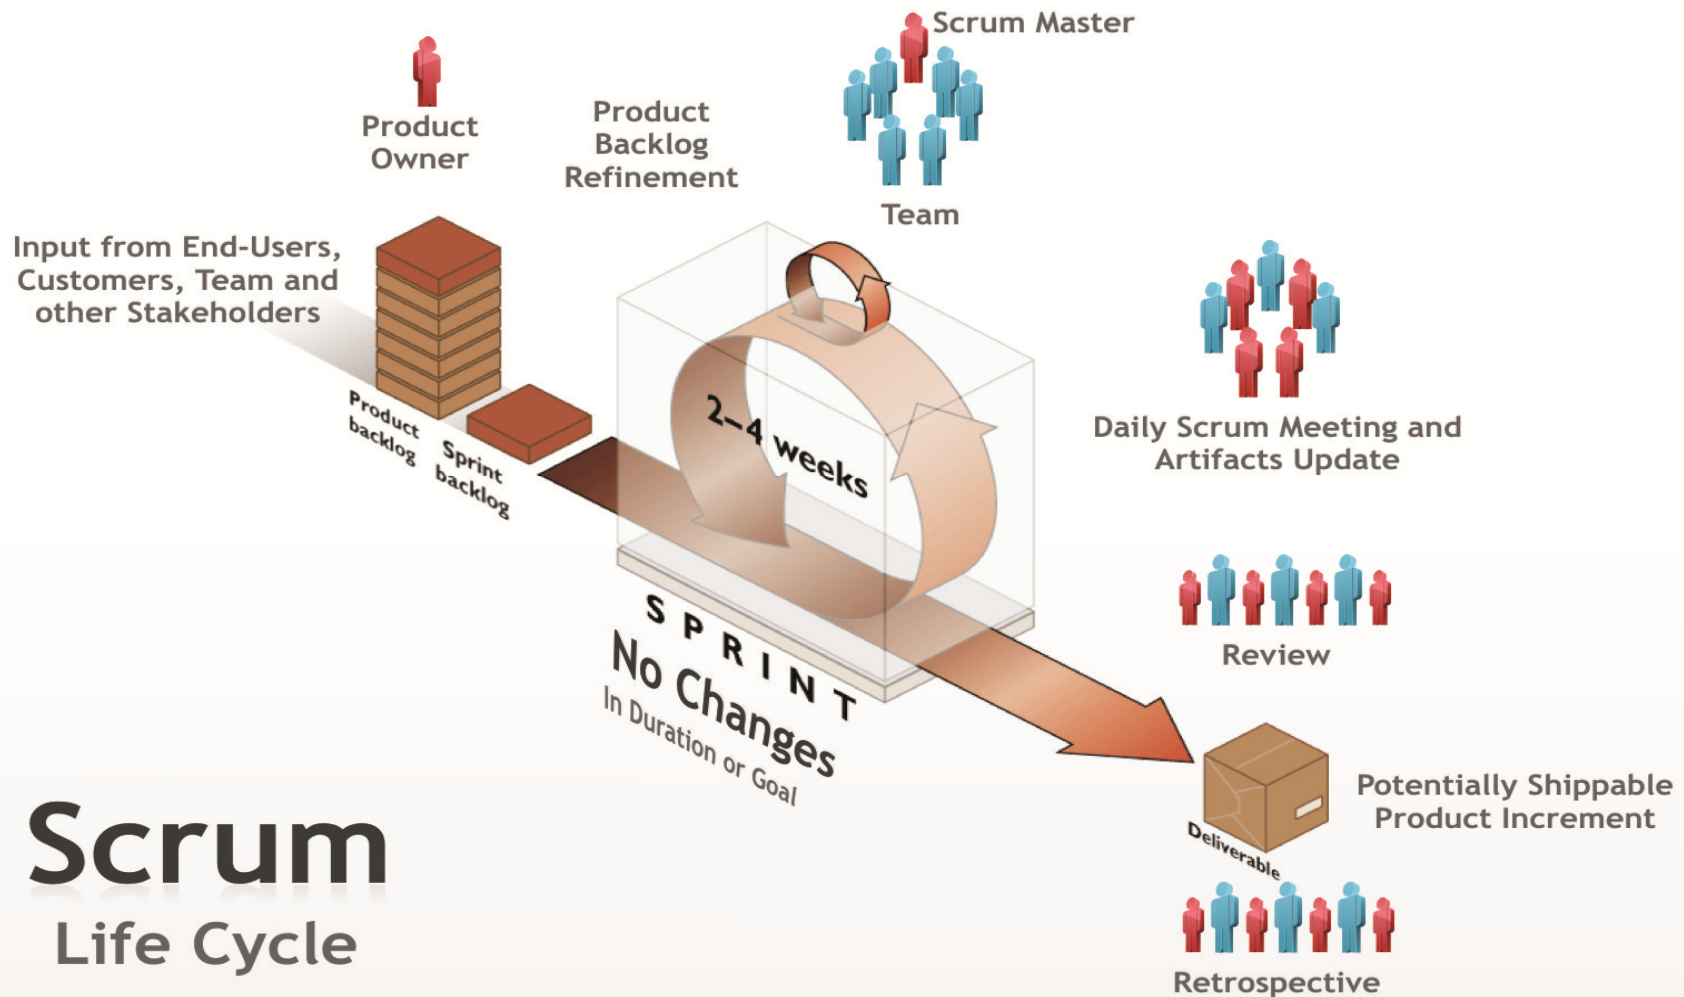 Scrum Master
Product
Owner
Product
Backlog
Refinement
Team
Input from End-Users,
Customers, Team and
other Stakeholders
Product
backlog
Sprint
backlog
2–4 weeks
Daily Scrum Meeting and
Artifacts Update
SPRINT
No Changes
In Duration or Goal
Review
Potentially Shippable
Product Increment
Deliverable
Retrospective
Scrum
Life Cycle